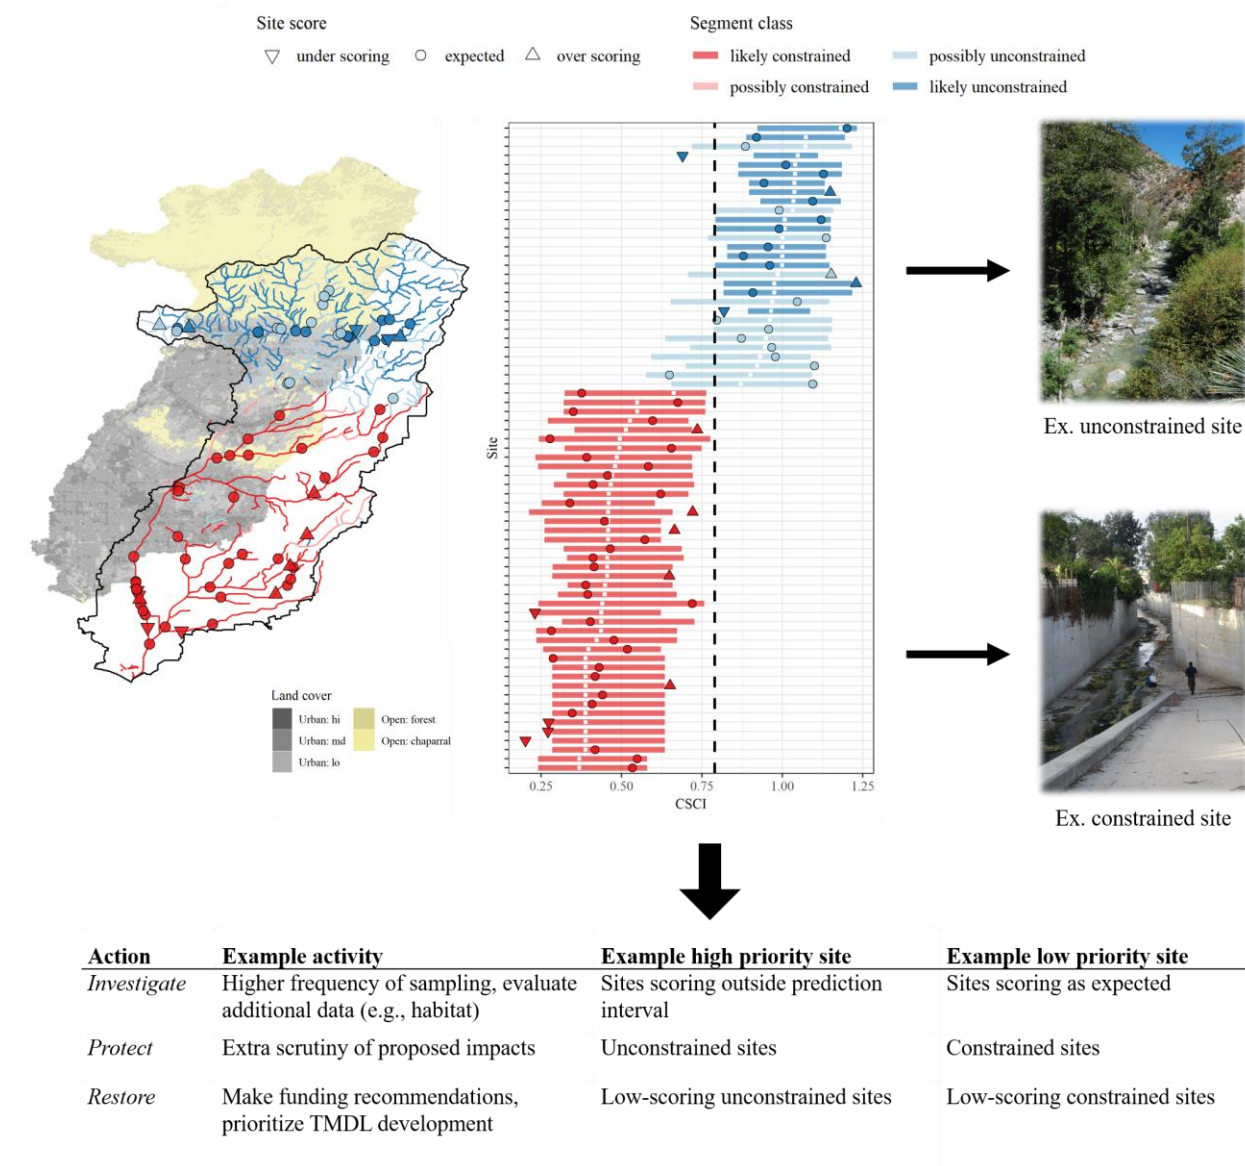 Site score
under scoring
expected
over scoring
Segment class
likely constrained
possibly unconstrained
possibly constrained
likely unconstrained
Site
0.25
0.50
0.75
1.00
1.25
CSCI
Ex. unconstrained site
Ex. constrained site
Land cover
Urban: hi
Open: forest
Urban: md
Open: chaparral
Urban: lo
Action
Example activity
Example high priority site
Example low priority site
Investigate
Higher frequency of sampling, evaluate
additional data (e.g., habitat)
Sites scoring outside prediction
interval
Sites scoring as expected
Protect
Extra scrutiny of proposed impacts
Unconstrained sites
Constrained sites
Restore
Make funding recommendations,
prioritize TMDL development
Low-scoring unconstrained sites
Low-scoring constrained sites